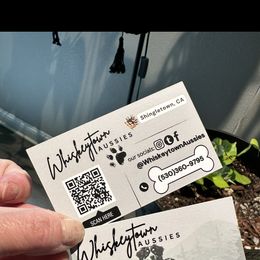 Whiskeytown
AUSSIES
Shingletown, CA
our socials:
@WhiskeytownAussies
(530)360-9795
SCAN HERE
Whiskeytown
AUSSIES